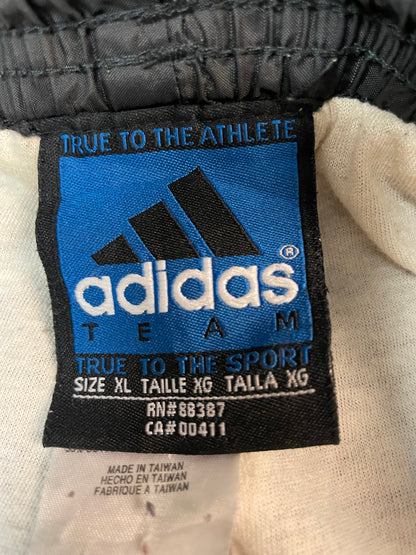 TRUE TO THE ATHLETE
adidas®
TEAM
TRUE TO THE SPORT
SIZE XL TAILLE XG TALLA XG
RN#88387
CA#00411
MADE IN TAIWAN
HECHO EN TAIWAN
FABRIQUE A TAIWAN